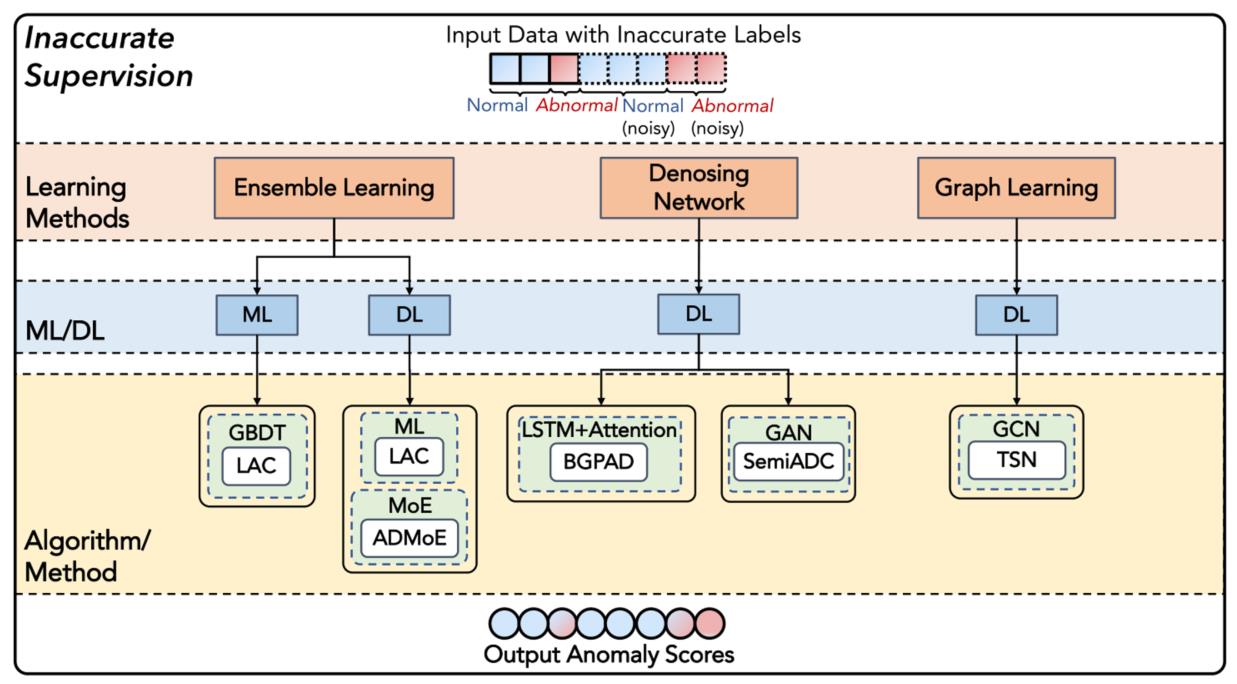 Inaccurate
Supervision
Input Data with Inaccurate Labels
Normal Abnormal Normal Abnormal
(noisy) (noisy)
Learning
Methods
Ensemble Learning
Denosing
Network
Graph Learning
ML/DL
ML
DL
DL
DL
Algorithm/
Method
GBDT
LAC
ML
LAC
MoE
ADMoE
LSTM+Attention
BGPAD
GAN
SemiADC
GCN
TSN
Output Anomaly Scores